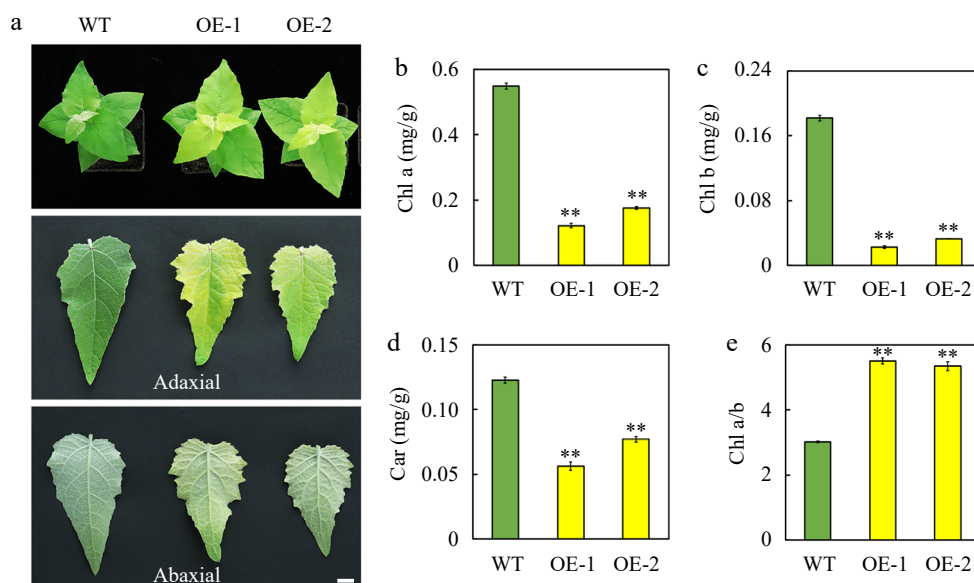 a
WT OE-1 OE-2
Adaxial
Abaxial
b
Chl a (mg/g)
0.6
0.4
0.2
0
**
**
WT OE-1 OE-2
c
Chl b (mg/g)
0.24
0.16
0.08
0
**
**
WT OE-1 OE-2
d
Car (mg/g)
0.15
0.10
0.05
0
**
**
WT OE-1 OE-2
e
Chl a/b
6
4
2
0
**
**
WT OE-1 OE-2